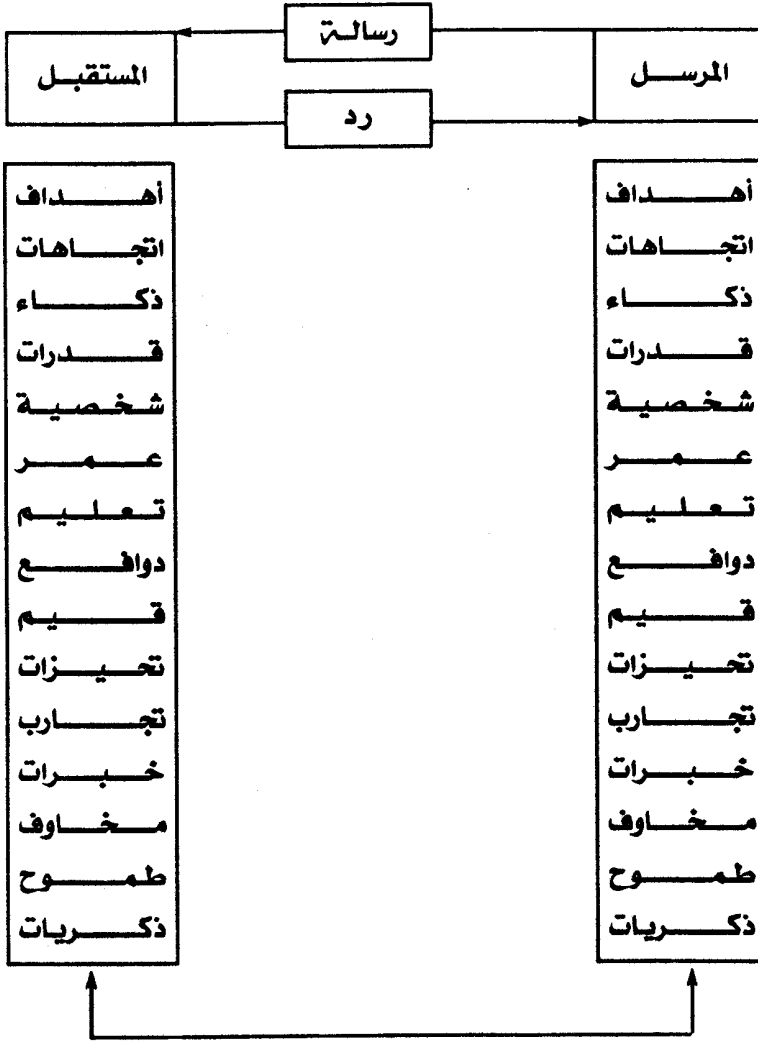 رسالة
المرسل
المستقبل
رد
أهداف
اتجاهات
ذكاء
قدرات
شخصية
عمر
تعليم
دوافع
قيم
تحيزات
تجارب
خبرات
مخاوف
طموح
ذكريات
أهداف
اتجاهات
ذكاء
قدرات
شخصية
عمر
تعليم
دوافع
قيم
تحيزات
تجارب
خبرات
مخاوف
طموح
ذكريات